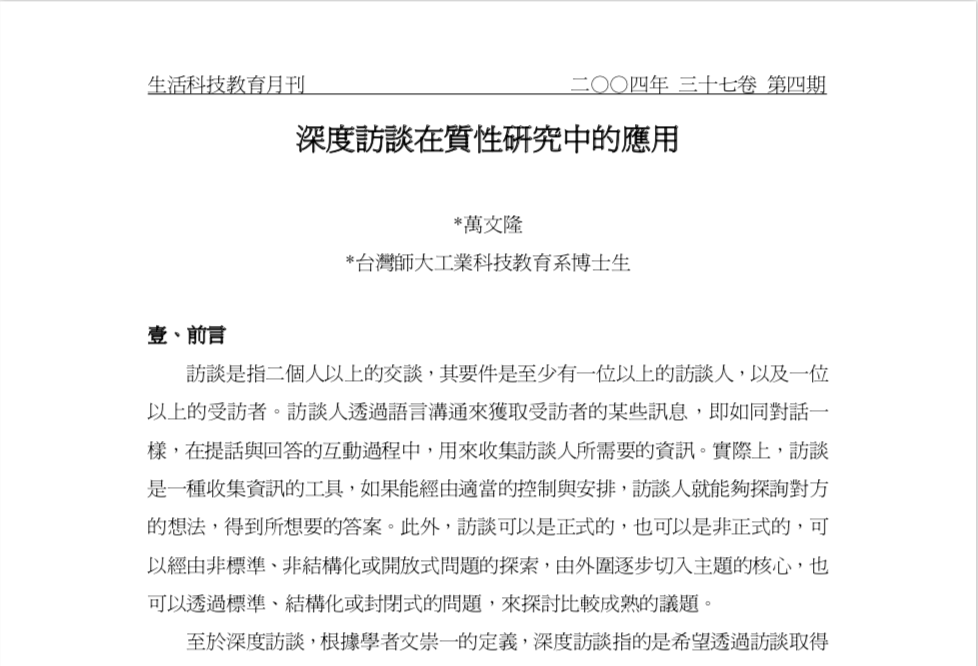 生活科技教育月刊 二○○四年 三十七卷 第四期
深度訪談在質性研究中的應用
*萬文隆
*台灣師大工業科技教育系博士生
壹、前言
訪談是指二個人以上的交談，其要件是至少有一位以上的訪談人，以及一位
以上的受訪者。訪談人透過語言溝通來獲取受訪者的某些訊息，即如同對話一
樣，在提話與回答的互動過程中，用來收集訪談人所需要的資訊。實際上，訪談
是一種收集資訊的工具，如果能經由適當的控制與安排，訪談人就能夠探詢對方
的想法，得到所想要的答案。此外，訪談可以是正式的，也可以是非正式的，可
以經由非標準、非結構化或開放式問題的探索，由外圍逐步切入主題的核心，也
可以透過標準、結構化或封閉式的問題，來探討比較成熟的議題。
至於深度訪談，根據學者文崇一的定義，深度訪談指的是希望透過訪談取得